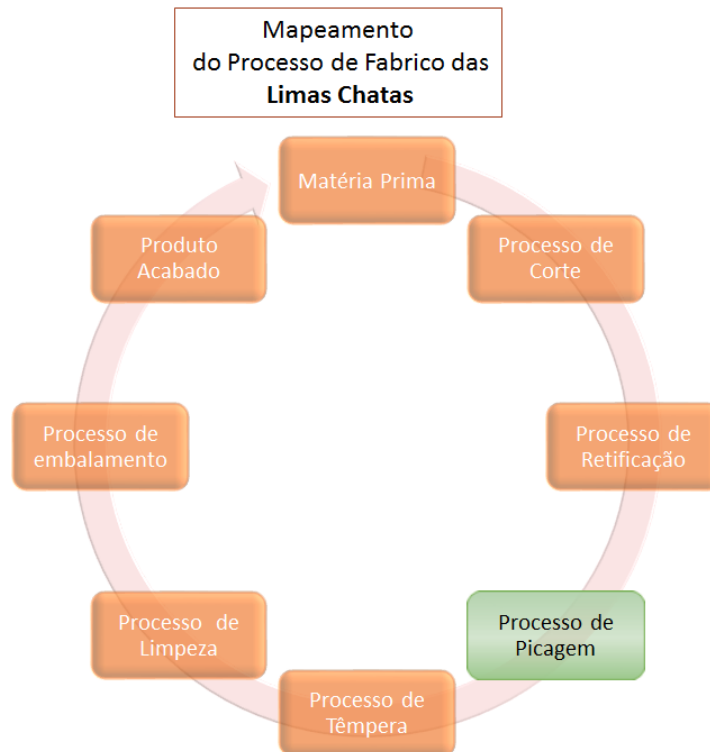 Mapeamento
do Processo de Fabrico das
Limas Chatas
Matéria Prima
Processo de
Corte
Processo de
Retificação
Processo de
Picagem
Processo de
Têmpera
Processo de
Limpeza
Processo de
embalamento
Produto
Acabado